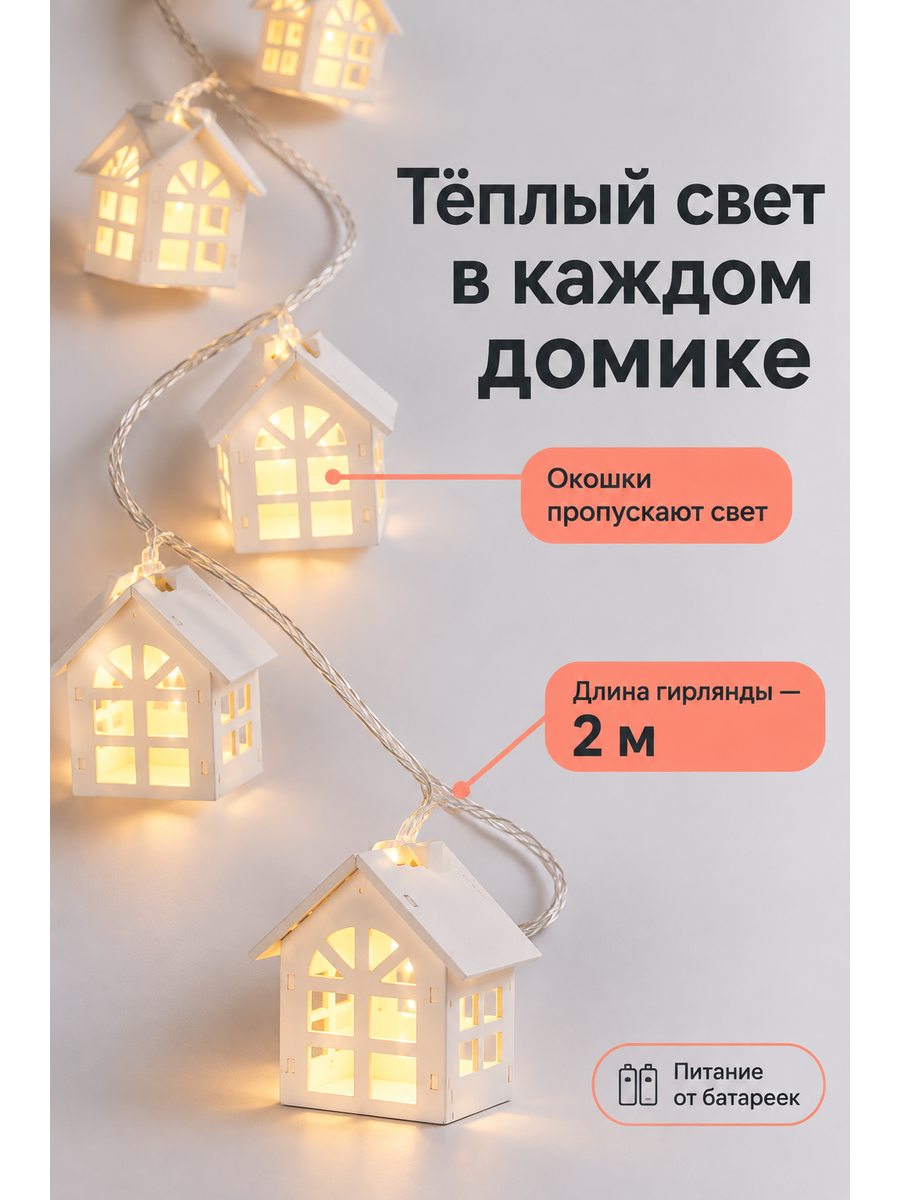 Тёплый свет
в каждом
домике
Окошки
пропускают свет
Длина гирлянды —
2 м
Питание
от батареек